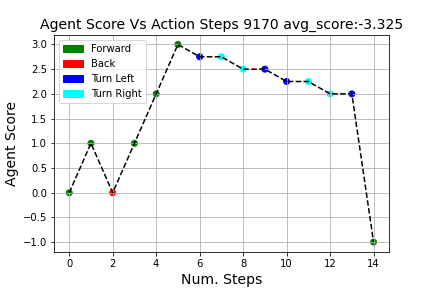 Agent Score Vs Action Steps 9170 avg_score:-3.325
Agent Score
3.0
2.5
2.0
1.5
1.0
0.5
0.0
−0.5
−1.0
Forward
Back
Turn Left
Turn Right
0 2 4 6 8 10 12 14
Num. Steps